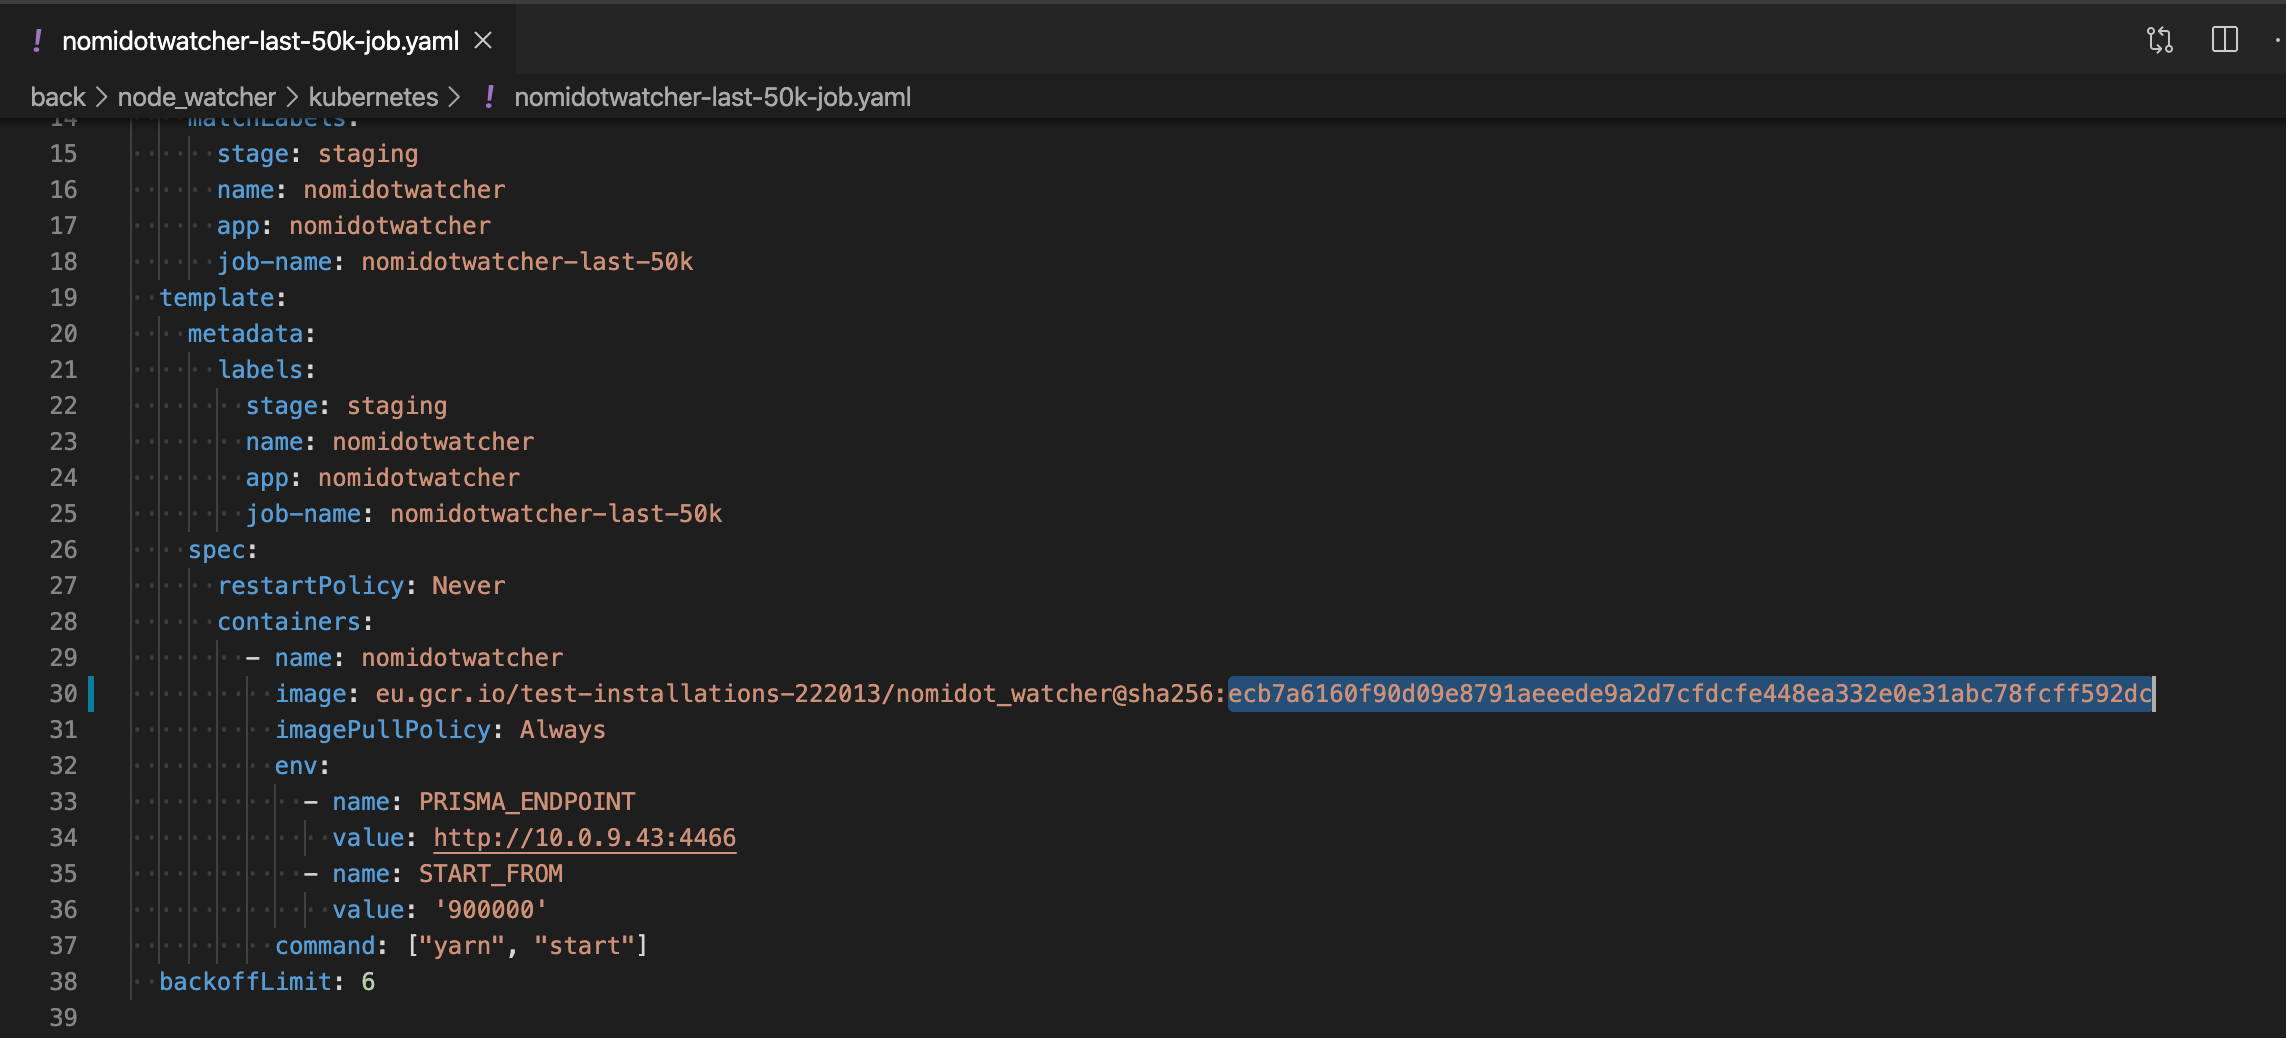 ! nomidotwatcher-last-50k-job.yaml
back > node_watcher > kubernetes > ! nomidotwatcher-last-50k-job.yaml
14 matchLabels:
15 stage: staging
16 name: nomidotwatcher
17 app: nomidotwatcher
18 job-name: nomidotwatcher-last-50k
19 template:
20 metadata:
21 labels:
22 stage: staging
23 name: nomidotwatcher
24 app: nomidotwatcher
25 job-name: nomidotwatcher-last-50k
26 spec:
27 restartPolicy: Never
28 containers:
29 - name: nomidotwatcher
30 image: eu.gcr.io/test-installations-222013/nomidot_watcher@sha256:ecb7a6160f90d09e8791aeeede9a2d7cfdcfe448ea332e0e31abc78fcff592dc
31 imagePullPolicy: Always
32 env:
33 - name: PRISMA_ENDPOINT
34 value: http://10.0.9.43:4466
35 - name: START_FROM
36 value: '900000'
37 command: ["yarn", "start"]
38 backoffLimit: 6
39